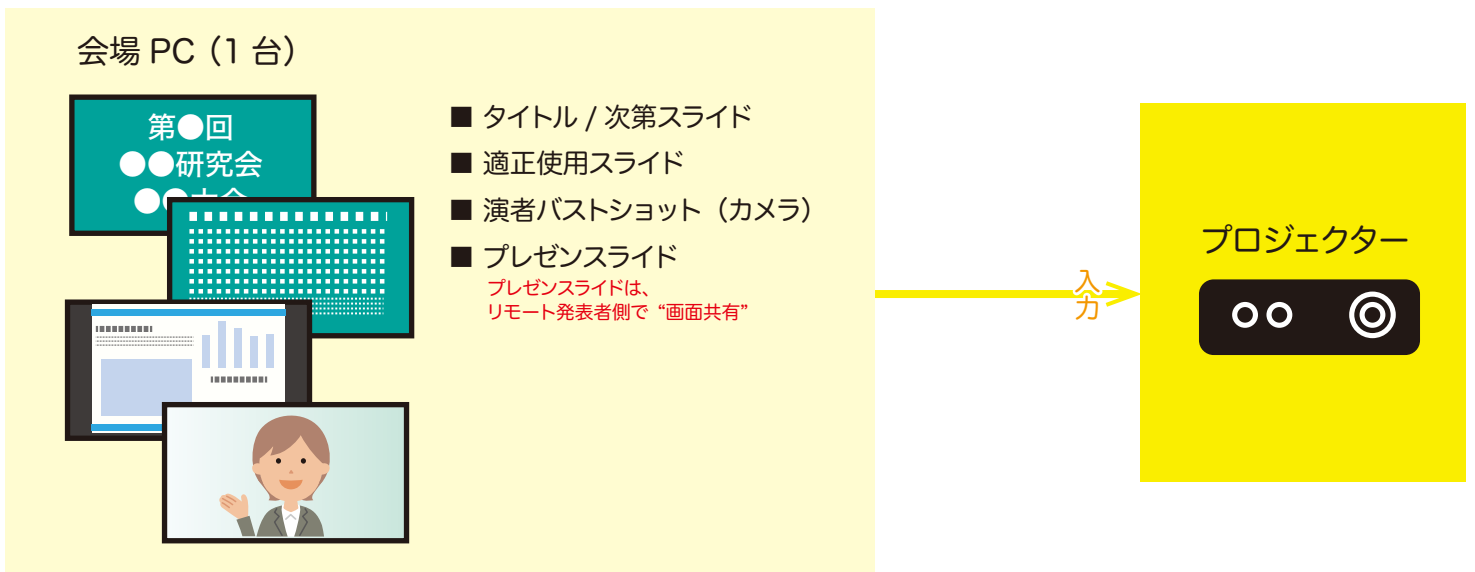 会場 PC（1 台）
第●回
●●研究会
■ タイトル / 次第スライド
■ 適正使用スライド
■ 演者バストショット（カメラ）
■ プレゼンスライド
プレゼンスライドは、
リモート発表者側で “画面共有”
入力
プロジェクター